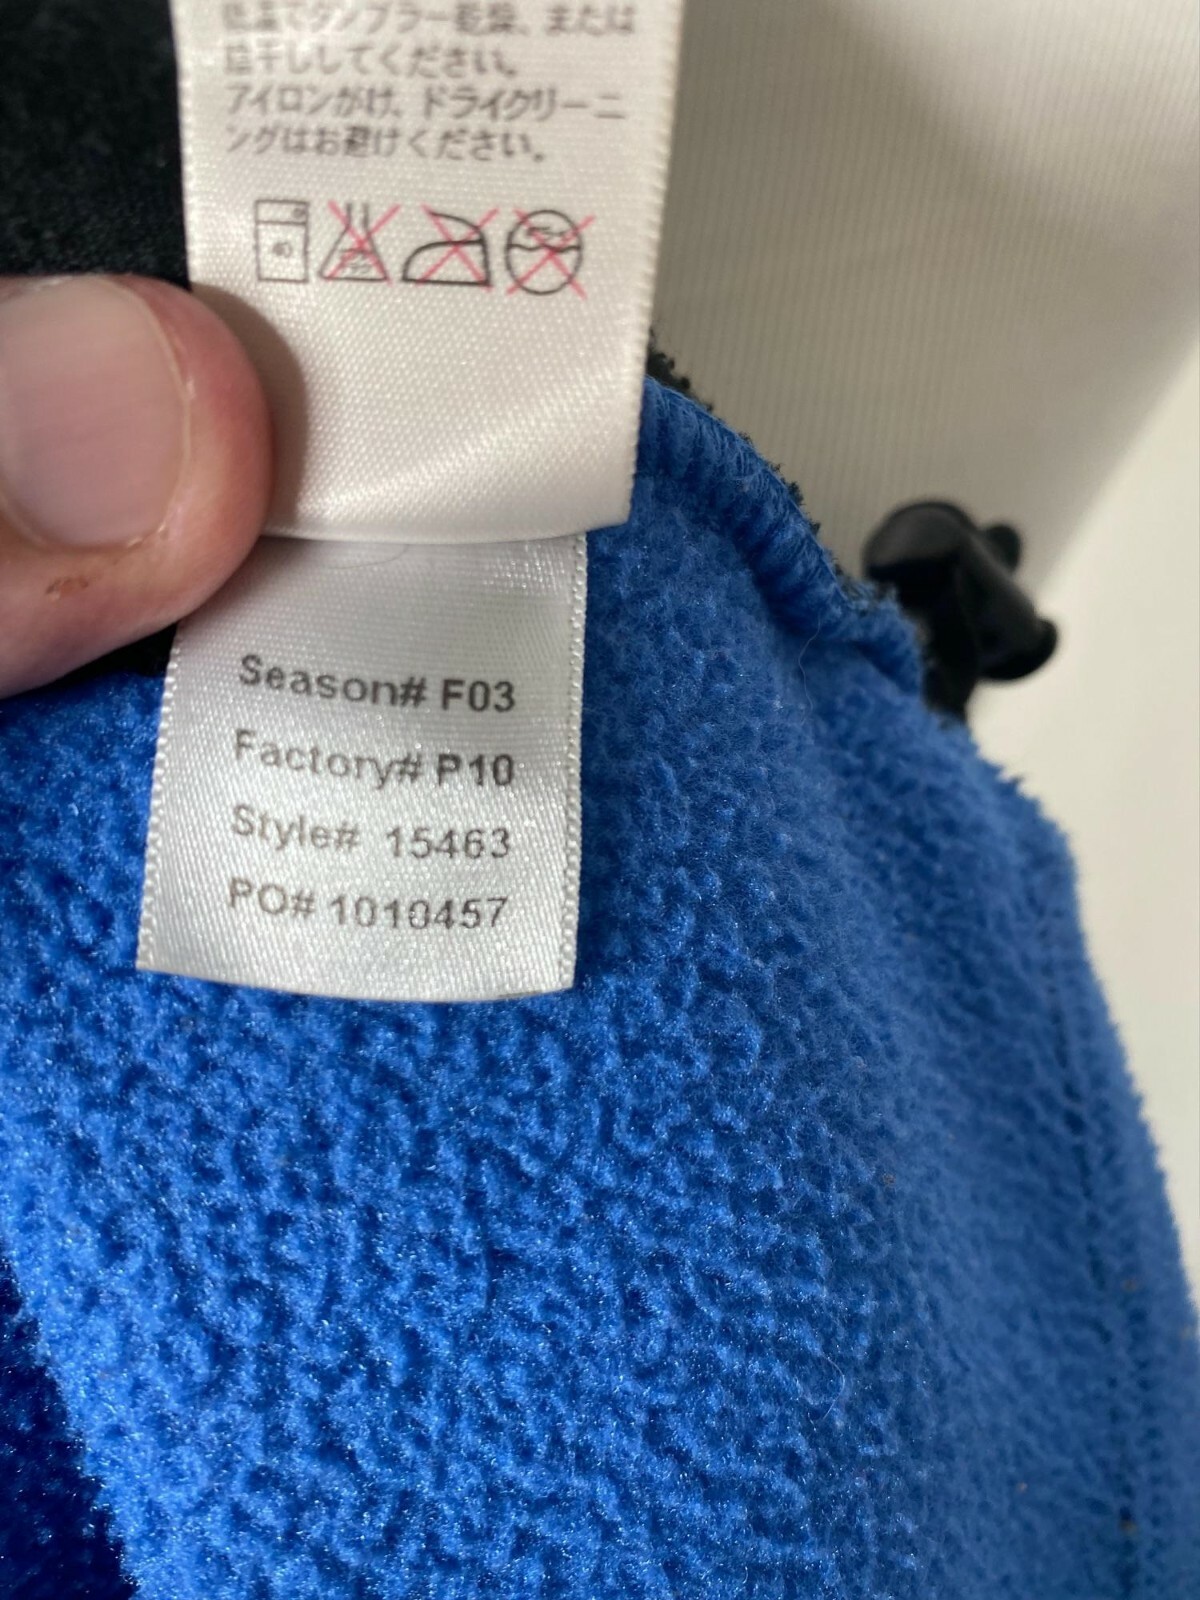 低温でタンブラー乾燥、または
陰干ししてください。
アイロンがけ、ドライクリーニ
ングはお避けください。
40
Season# F03
Factory# P10
Style# 15463
PO# 1010457